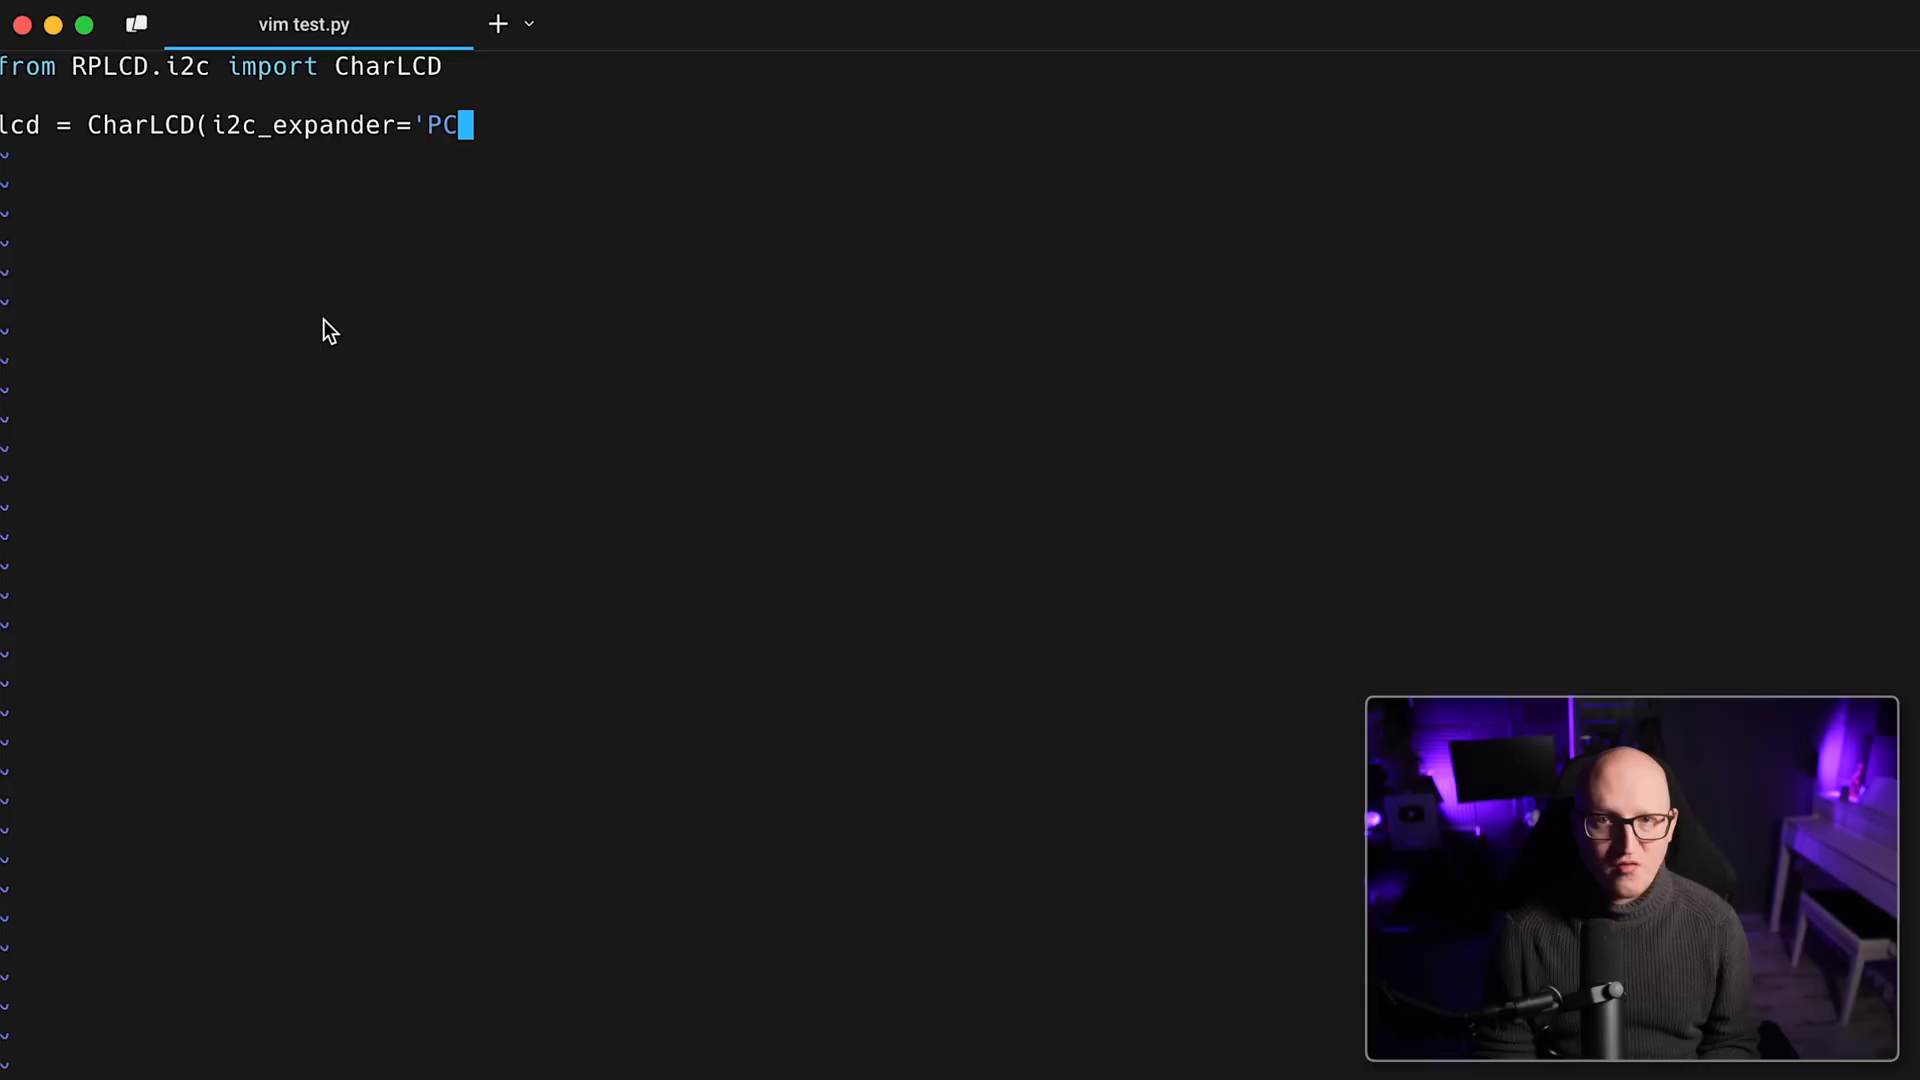 vim test.py
from RPLCD.i2c import CharLCD
lcd = CharLCD(i2c_expander='PC